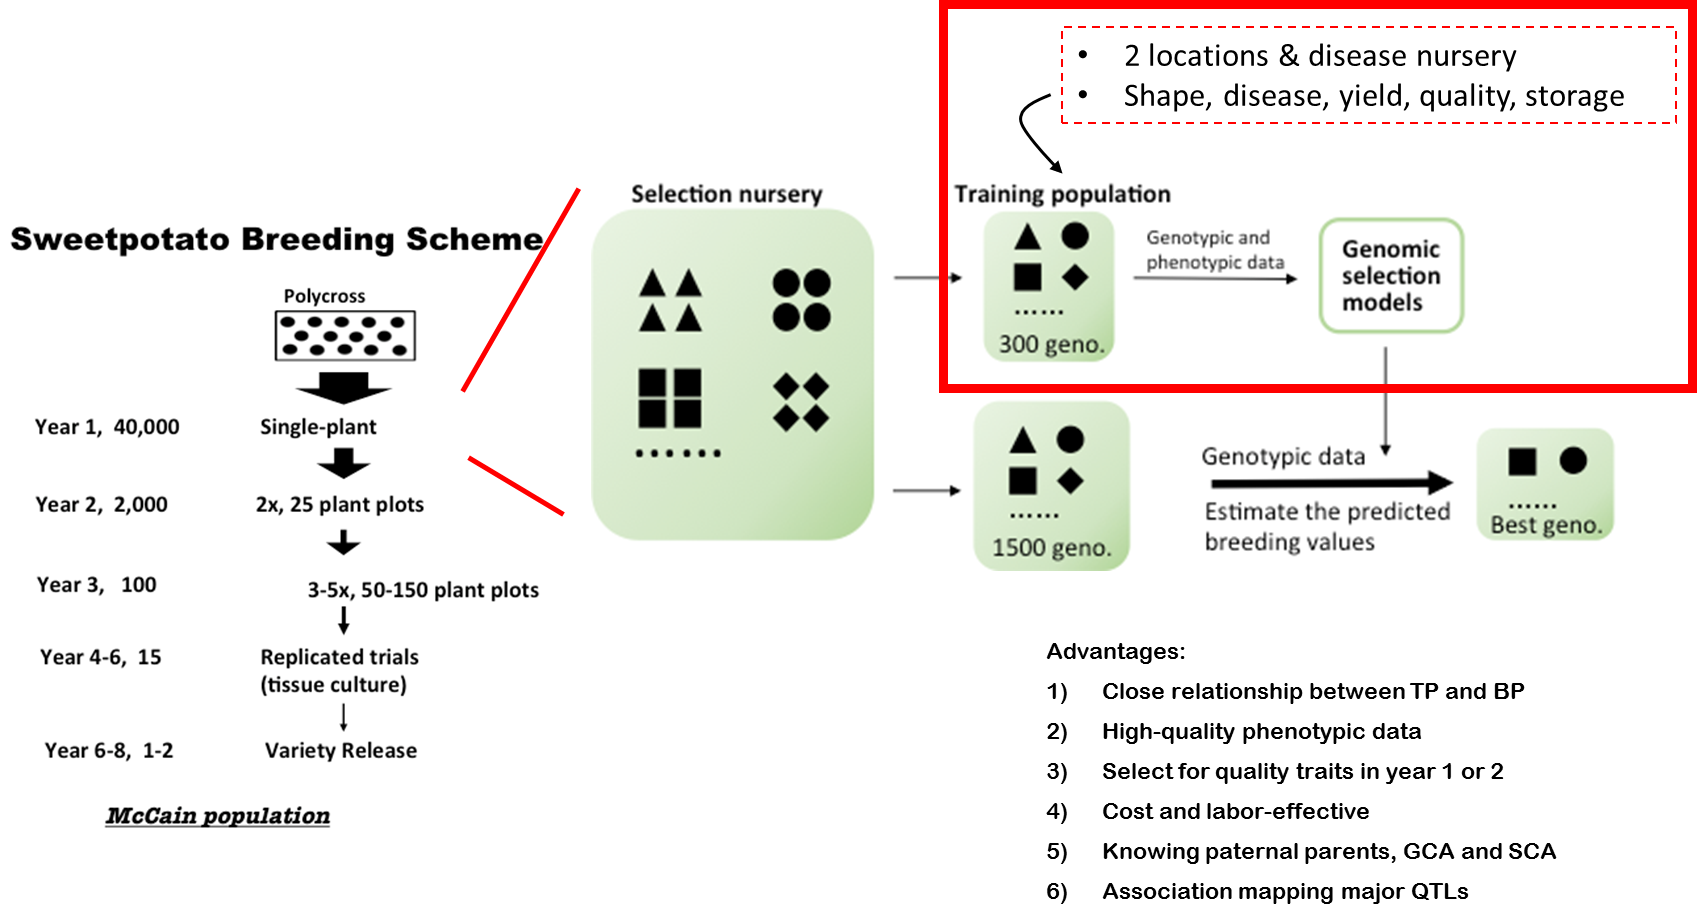 Sweetpotato Breeding Scheme
Polycross
Year 1, 40,000
Single-plant
Year 2, 2,000
2x, 25 plant plots
Year 3, 100
3-5x, 50-150 plant plots
Year 4-6, 15
Replicated trials
(tissue culture)
Year 6-8, 1-2
Variety Release
McCain population
Selection nursery
......
• 2 locations & disease nursery
• Shape, disease, yield, quality, storage
Training population
......
300 geno.
Genotypic and
phenotypic data
Genomic
selection
models
......
1500 geno.
Genotypic data
Estimate the predicted
breeding values
......
Best geno.
Advantages:
1) Close relationship between TP and BP
2) High-quality phenotypic data
3) Select for quality traits in year 1 or 2
4) Cost and labor-effective
5) Knowing paternal parents, GCA and SCA
6) Association mapping major QTLs